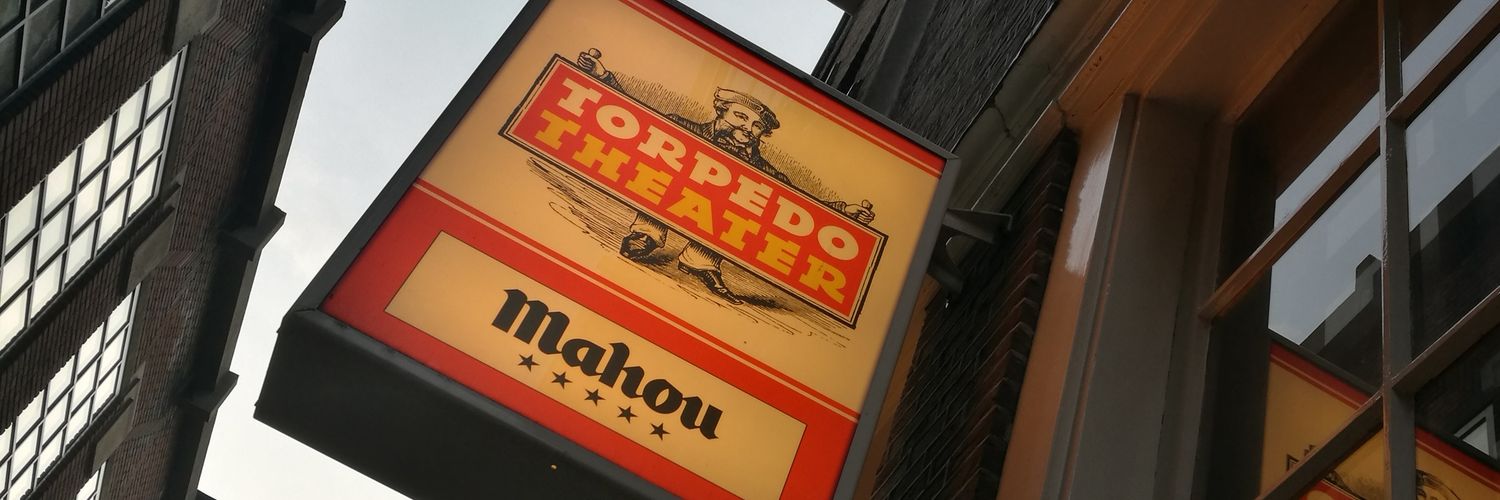 TORPEDO
THEATER
Mahou
★★★★★